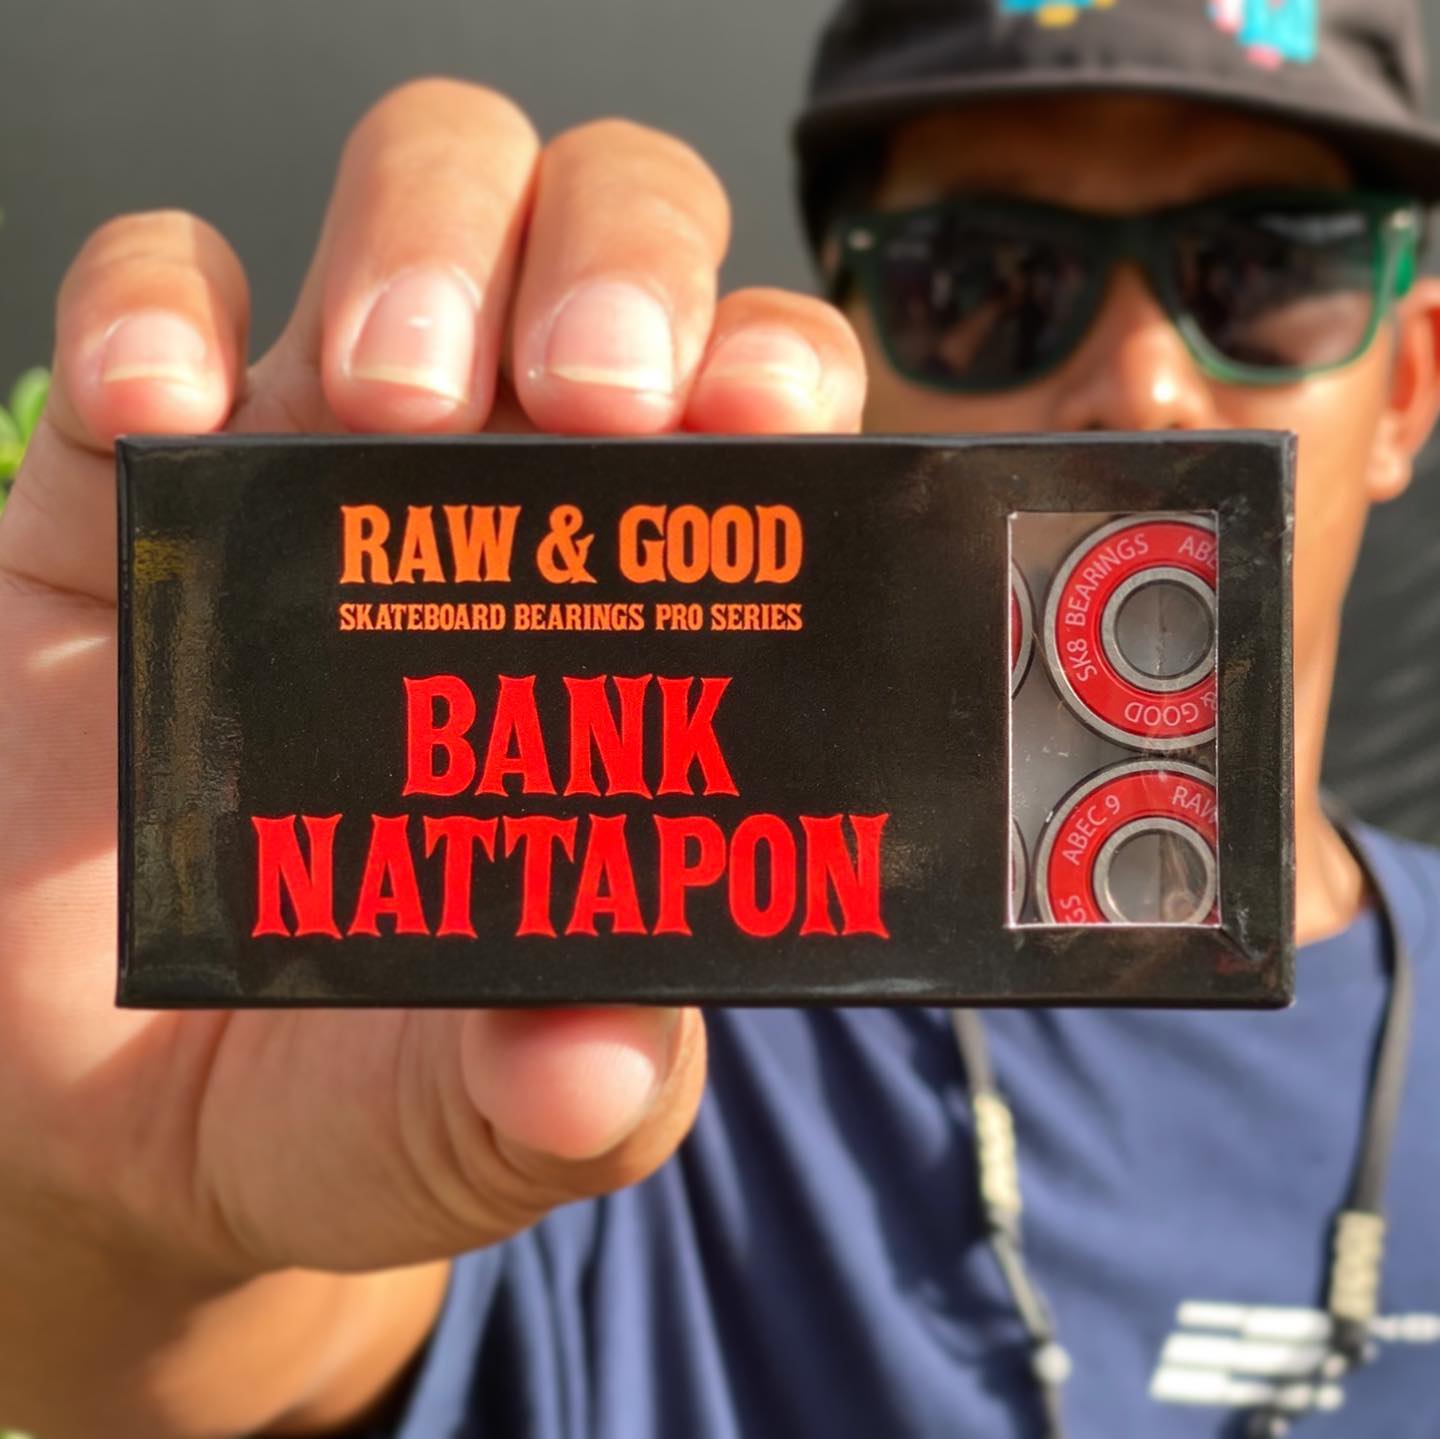 RAW & GOOD
SKATEBOARD BEARINGS PRO SERIES
BANK
NATTAPON
SK8 BEARINGS
& GOOD
ABEC 9
RAW